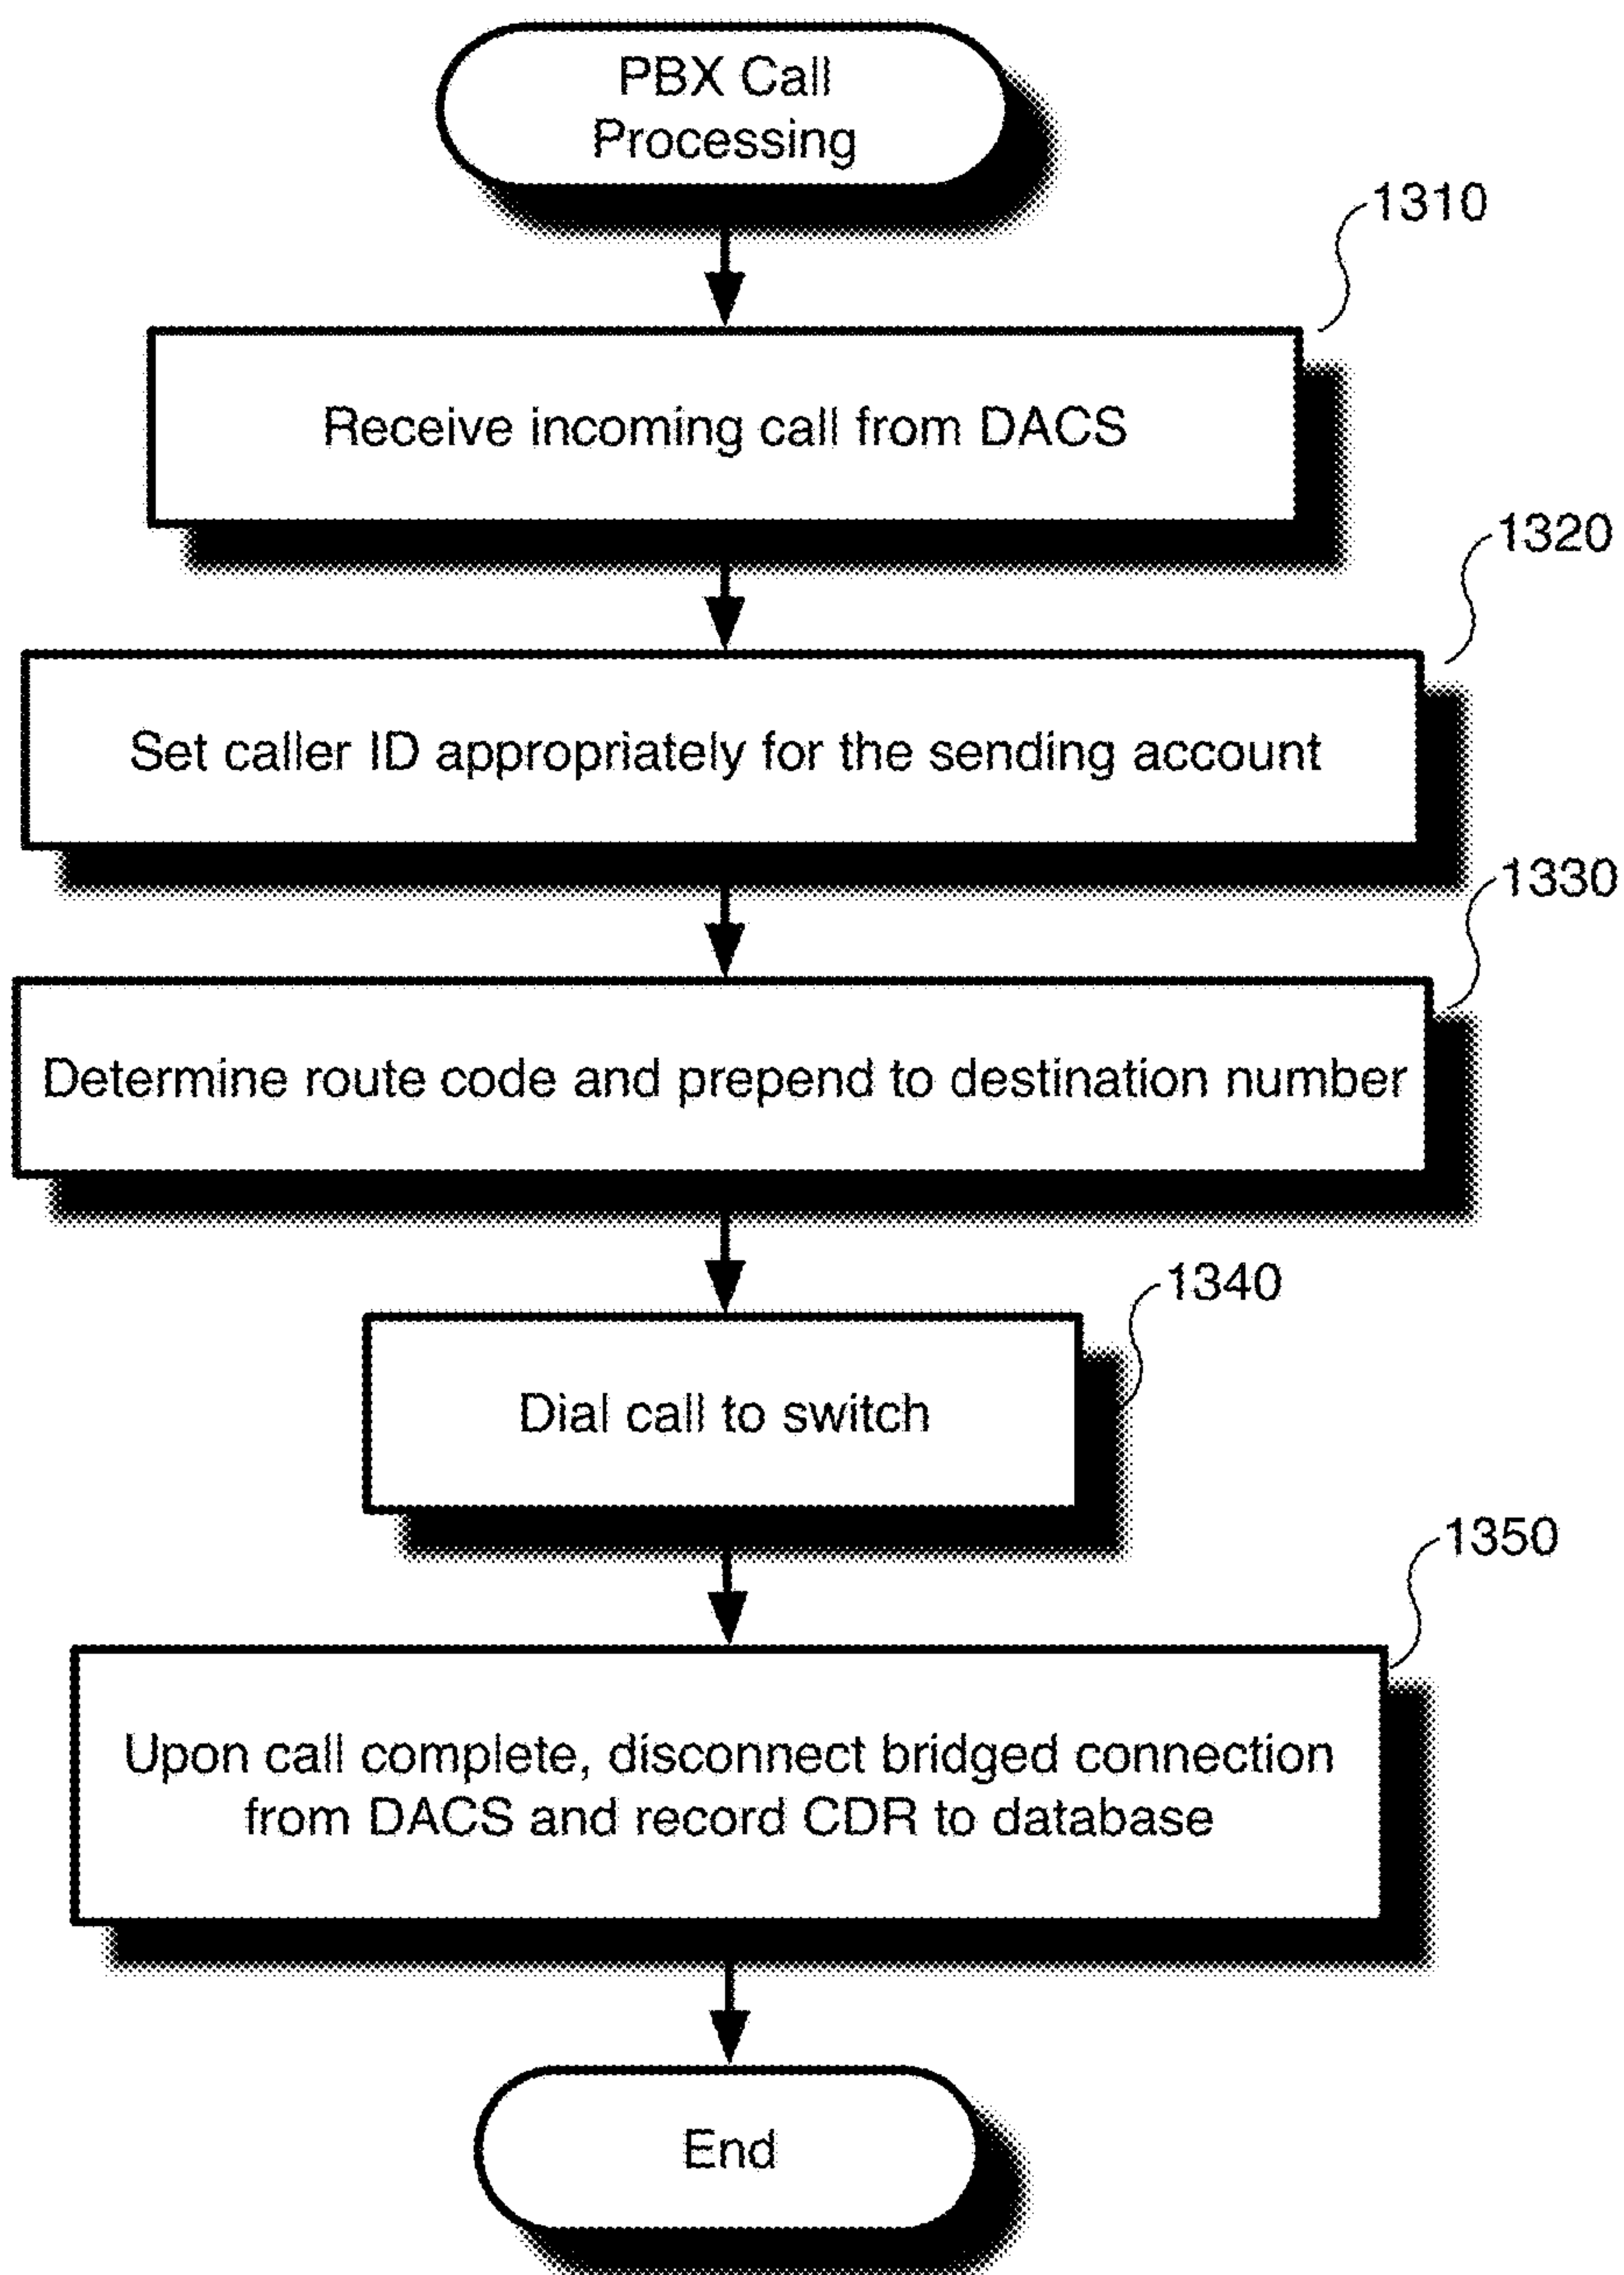 PBX Call
Processing
1310
Receive incoming call from DACS
1320
Set caller ID appropriately for the sending account
1330
Determine route code and prepend to destination number
1340
Dial call to switch
1350
Upon call complete, disconnect bridged connection
from DACS and record CDR to database
End